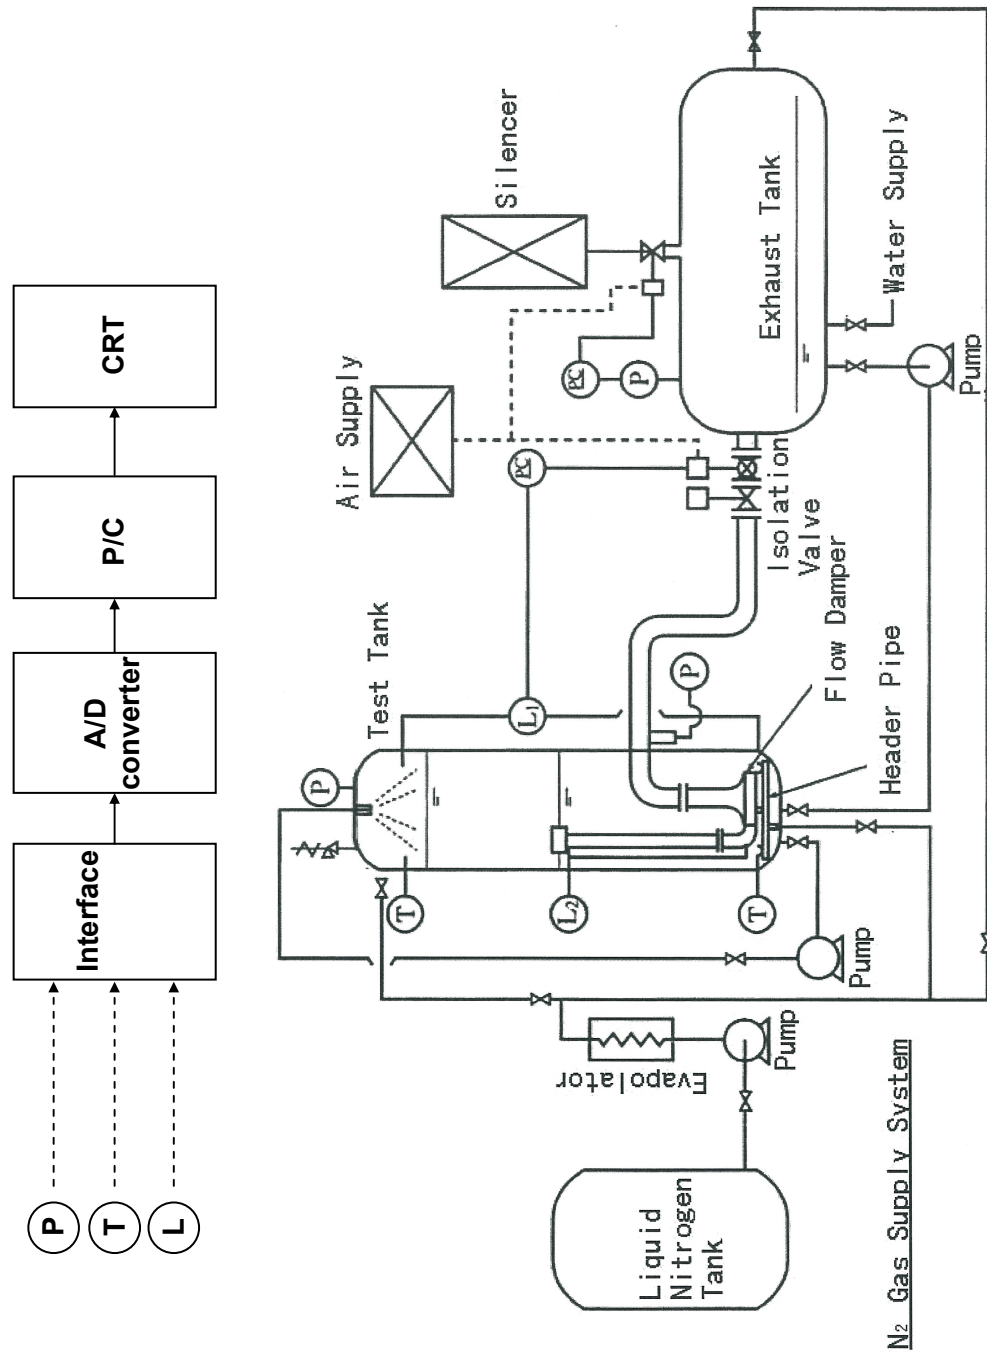 P
T
L
Interface
A/D
converter
P/C
CRT
Test Tank
Air Supply
Silencer
P
T
L₂
T
L₁
P
PC
PC
P
Isolation
Valve
Flow Damper
Header Pipe
Exhaust Tank
Water Supply
Pump
Pump
Pump
Evapolator
Liquid
Nitrogen
Tank
N₂ Gas Supply System